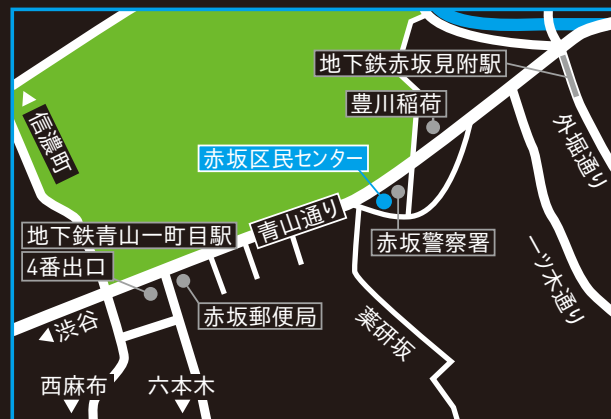 地下鉄赤坂見附駅
豊川稲荷
信濃町
外堀通り
赤坂区民センター
青山通り
地下鉄青山一町目駅
4番出口
赤坂警察署
一ツ木通り
赤坂郵便局
薬研坂
渋谷
西麻布
六本木